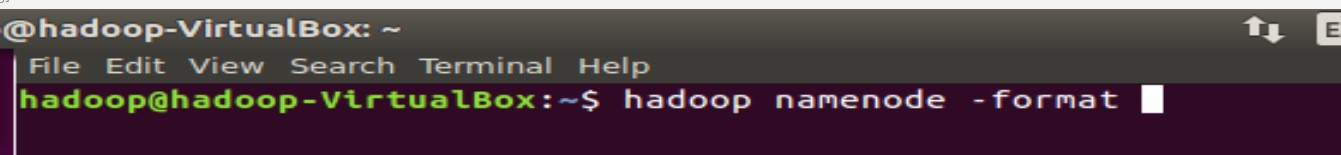 @hadoop-VirtualBox: ~
File Edit View Search Terminal Help
hadoop@hadoop-VirtualBox:~$ hadoop namenode -format